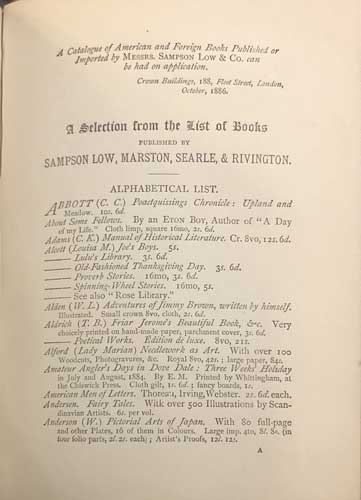 A Catalogue of American and Foreign Books Published or
Imported by MESSRS. SAMPSON LOW & CO. can
be had on application.
Crown Buildings, 188, Fleet Street, London,
October, 1886.
A Selection from the List of Books
PUBLISHED BY
SAMPSON LOW, MARSTON, SEARLE, & RIVINGTON.
ALPHABETICAL LIST.
ABBOTT (C. C.) Poaetquissings Chronicle: Upland and
Meadow. 10s. 6d.
About Some Fellows. By an ETON BOY, Author of "A Day
of my Life." Cloth limp, square 16mo, 2s. 6d.
Adams (C. K.) Manual of Historical Literature. Cr. 8vo, 12s. 6d.
Alcott (Louisa M.) Joe's Boys. 5s.
——— Lulu's Library. 3s. 6d.
——— Old-Fashioned Thanksgiving Day. 3s. 6d.
——— Proverb Stories. 16mo, 3s. 6d.
——— Spinning-Wheel Stories. 16mo, 5s.
——— See also "Rose Library."
Alden (W. L.) Adventures of Jimmy Brown, written by himself.
Illustrated. Small crown 8vo, cloth, 2s. 6d.
Aldrich (T. B.) Friar Jerome's Beautiful Book, &c. Very
choicely printed on hand-made paper, parchment cover, 3s. 6d.
——— Poetical Works. Edition de luxe. 8vo, 21s.
Alford (Lady Marian) Needlework as Art. With over 100
Woodcuts, Photogravures, &c. Royal 8vo, 42s.; large paper, 84s.
Amateur Angler's Days in Dove Dale: Three Weeks' Holiday
in July and August, 1884. By E. M. Printed by Whittingham, at
the Chiswick Press. Cloth gilt, 1s. 6d.; fancy boards, 1s.
American Men of Letters. Thoreau, Irving, Webster. 2s. 6d. each.
Andersen. Fairy Tales. With over 500 Illustrations by Scan-
dinavian Artists. 6s. per vol.
Anderson (W.) Pictorial Arts of Japan. With 80 full-page
and other Plates, 16 of them in Colours. Large imp. 4to, 8l. 8s. (in
four folio parts, 2l. 2s. each); Artist's Proofs, 12l. 12s.
A